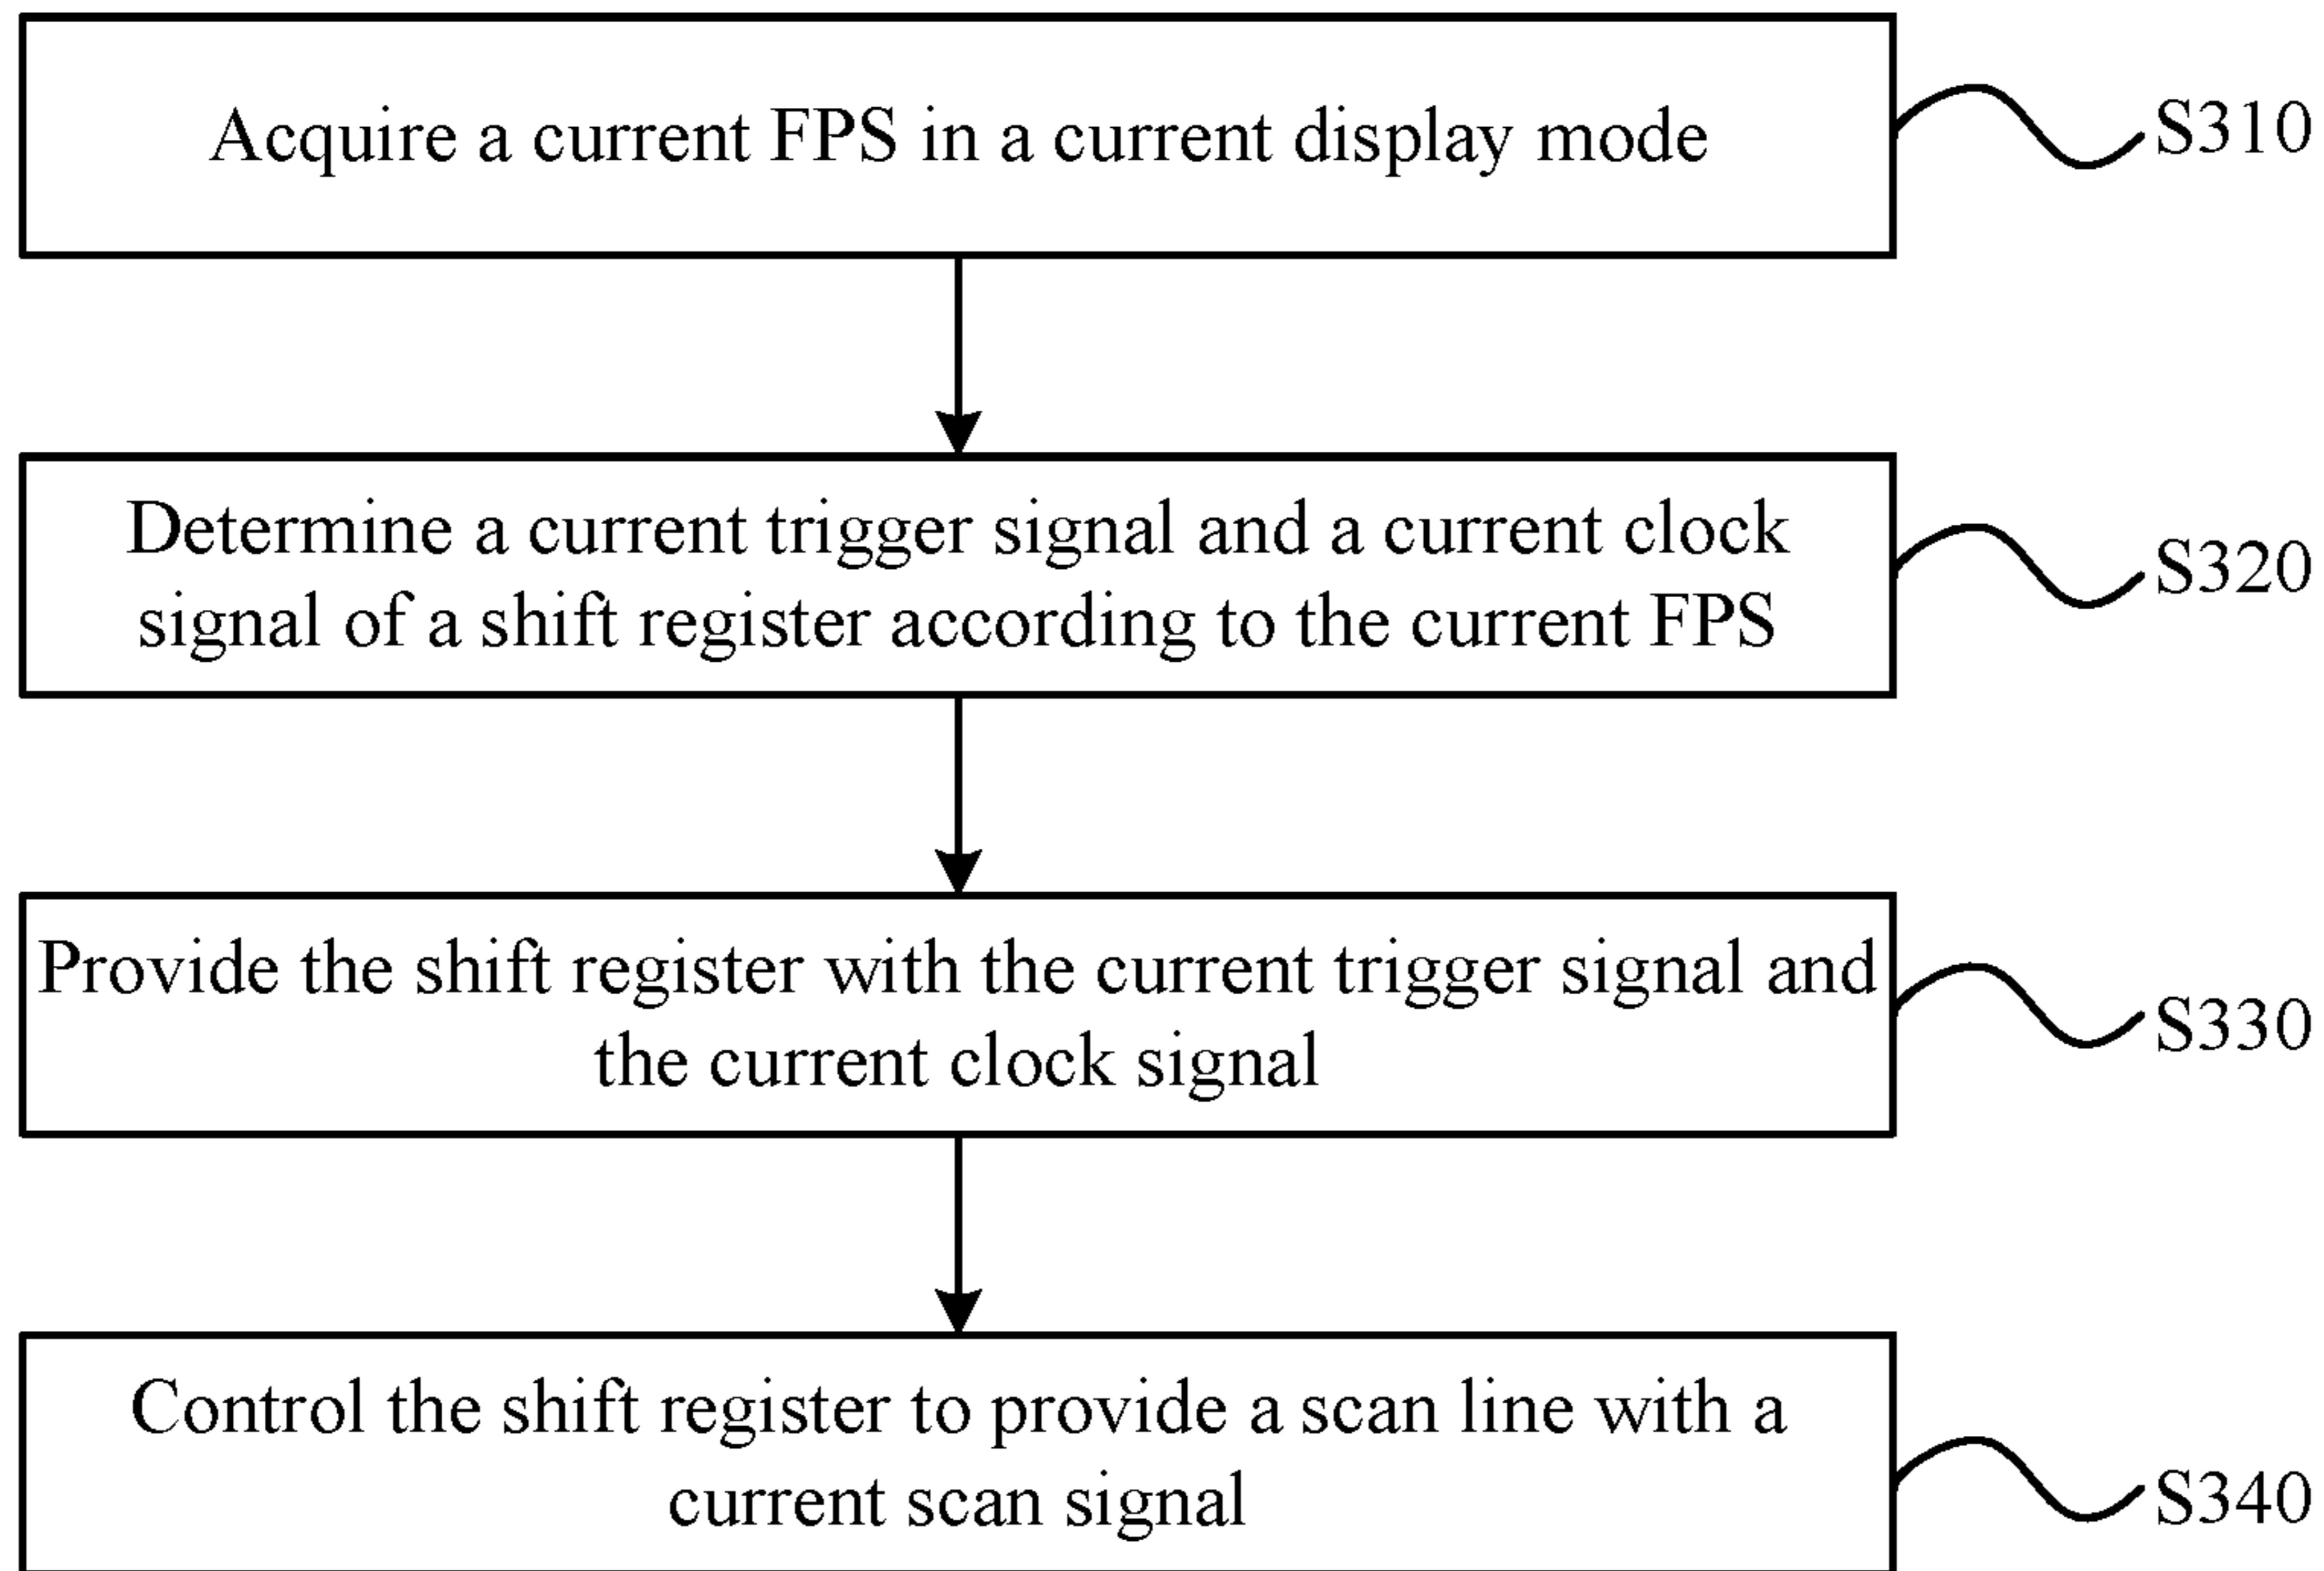 Acquire a current FPS in a current display mode
S310
Determine a current trigger signal and a current clock
signal of a shift register according to the current FPS
S320
Provide the shift register with the current trigger signal and
the current clock signal
S330
Control the shift register to provide a scan line with a
current scan signal
S340